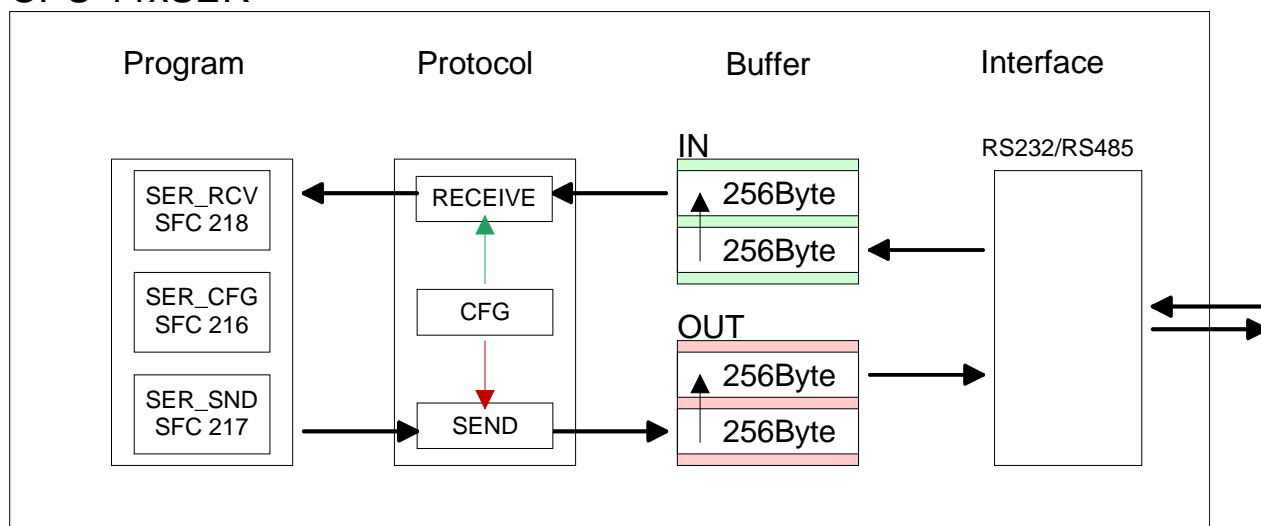 Program
Protocol
Buffer
Interface
IN
RS232/RS485
SER_RCV
SFC 218
RECEIVE
256Byte
256Byte
SER_CFG
SFC 216
CFG
OUT
256Byte
SER_SND
SFC 217
SEND
256Byte